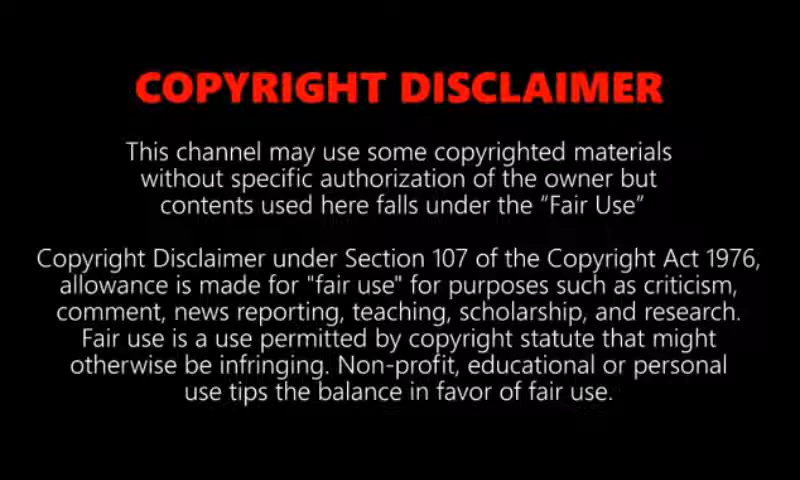 COPYRIGHT DISCLAIMER
This channel may use some copyrighted materials
without specific authorization of the owner but
contents used here falls under the “Fair Use”
Copyright Disclaimer under Section 107 of the Copyright Act 1976,
allowance is made for "fair use" for purposes such as criticism,
comment, news reporting, teaching, scholarship, and research.
Fair use is a use permitted by copyright statute that might
otherwise be infringing. Non-profit, educational or personal
use tips the balance in favor of fair use.